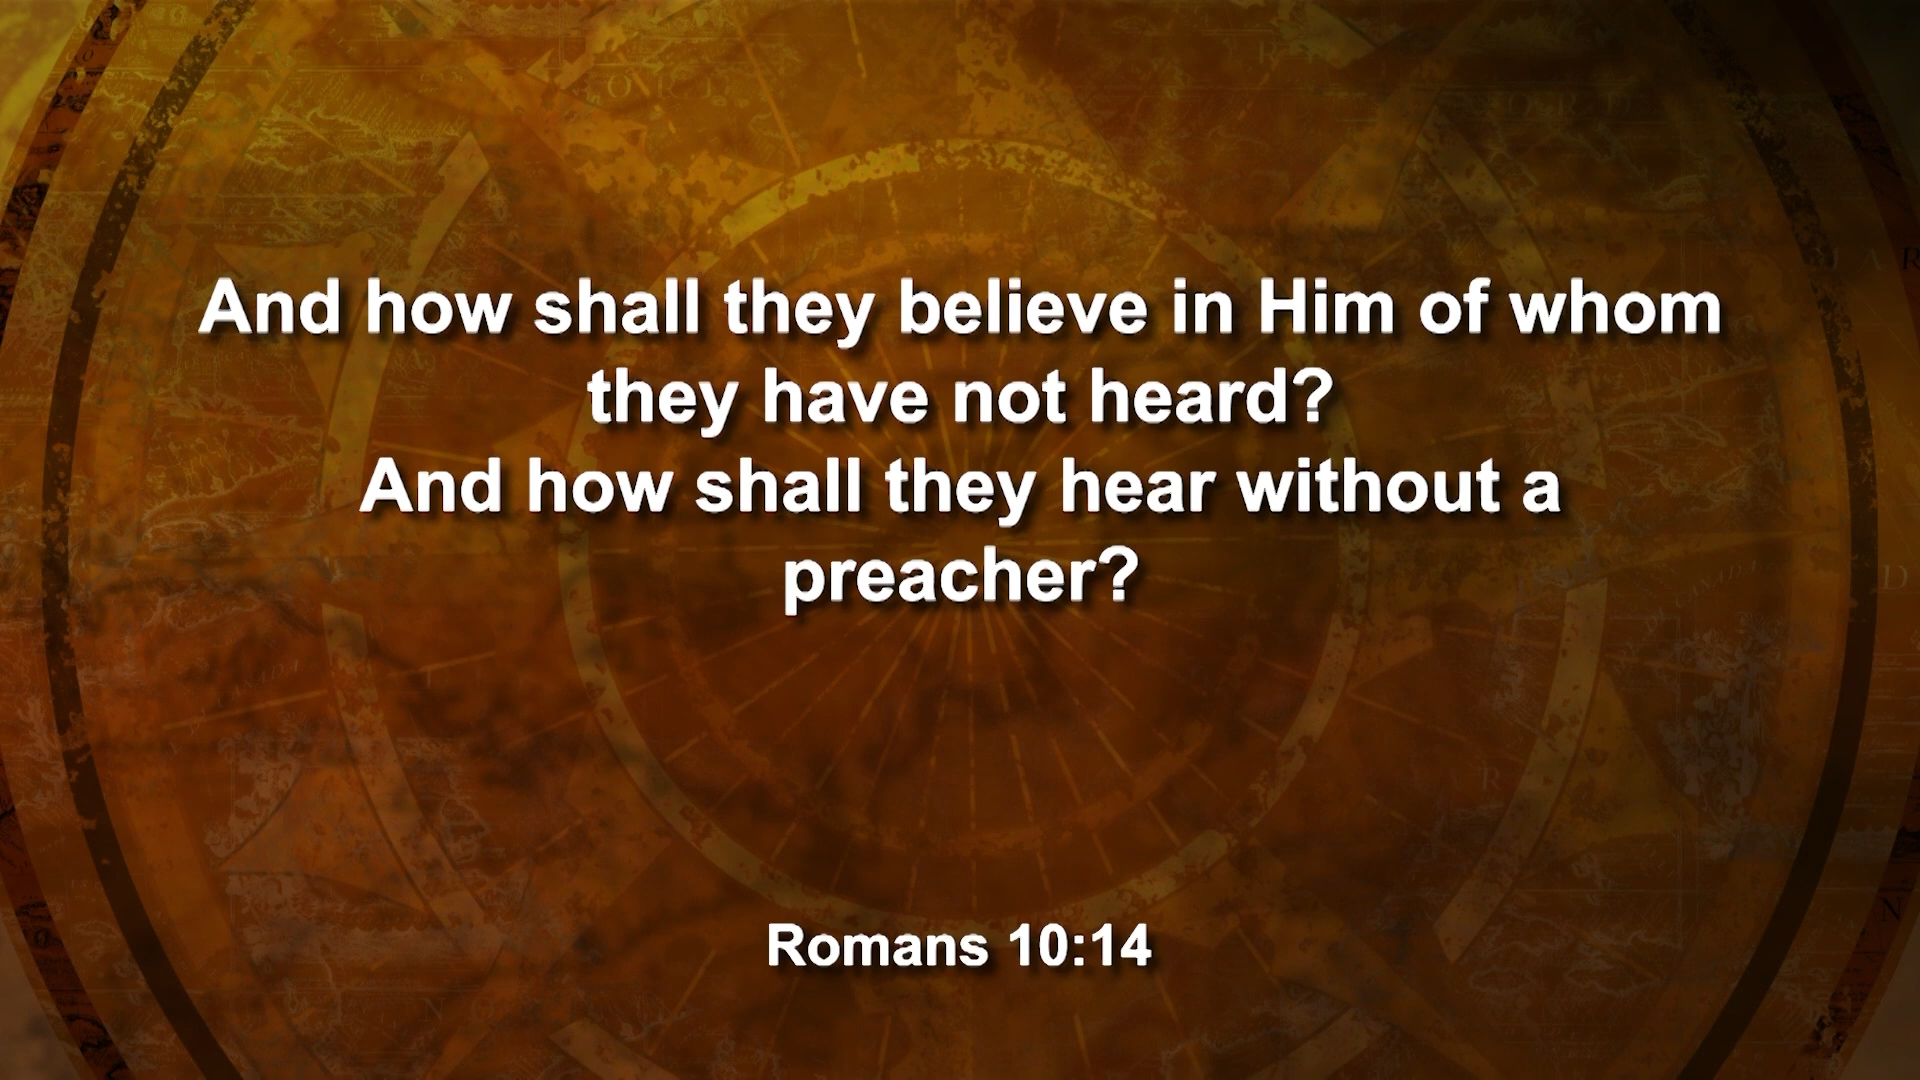 And how shall they believe in Him of whom
they have not heard?
And how shall they hear without a
preacher?
Romans 10:14